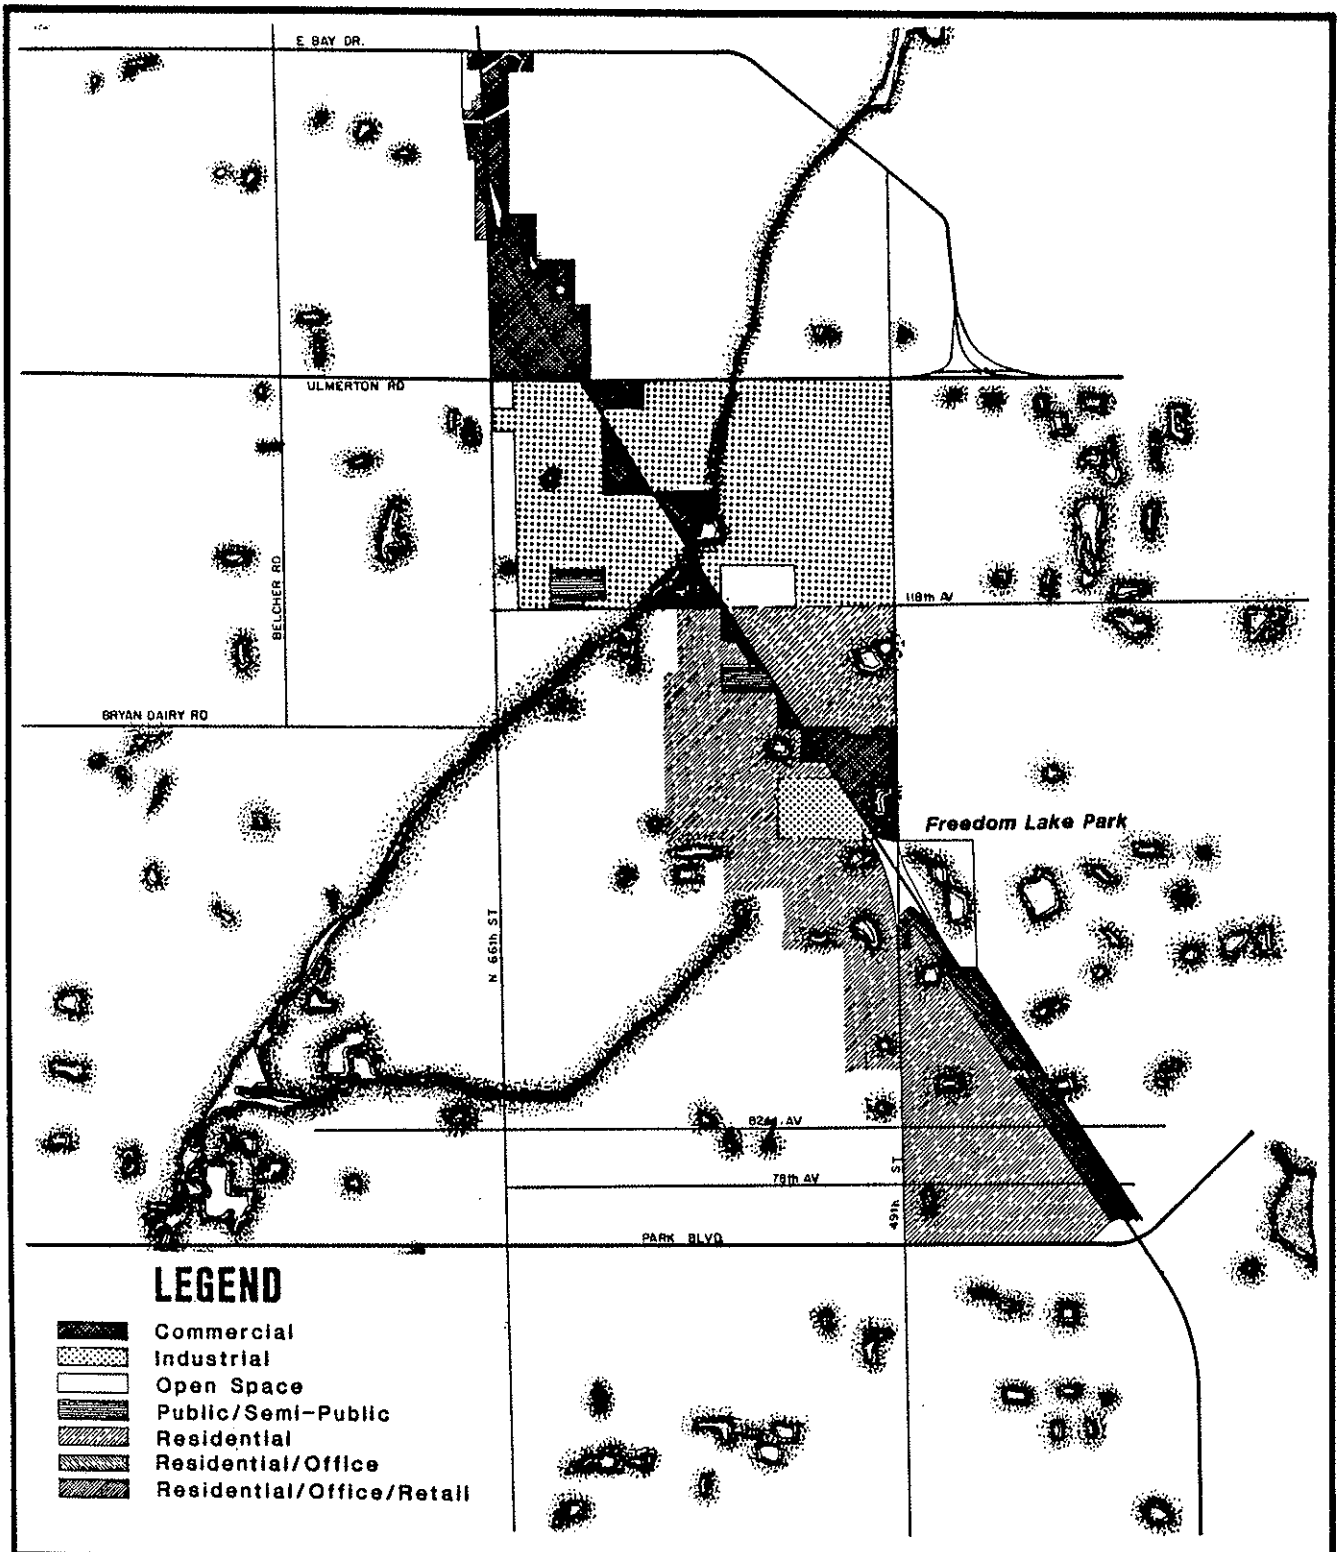 E BAY DR.
ULMERTON RD
BELCHER RD
118th AV
BRYAN DAIRY RD
Freedom Lake Park
N 66th ST
82nd AV
78th AV
49th ST
PARK BLVD
LEGEND
Commercial
Industrial
Open Space
Public/Semi-Public
Residential
Residential/Office
Residential/Office/Retail